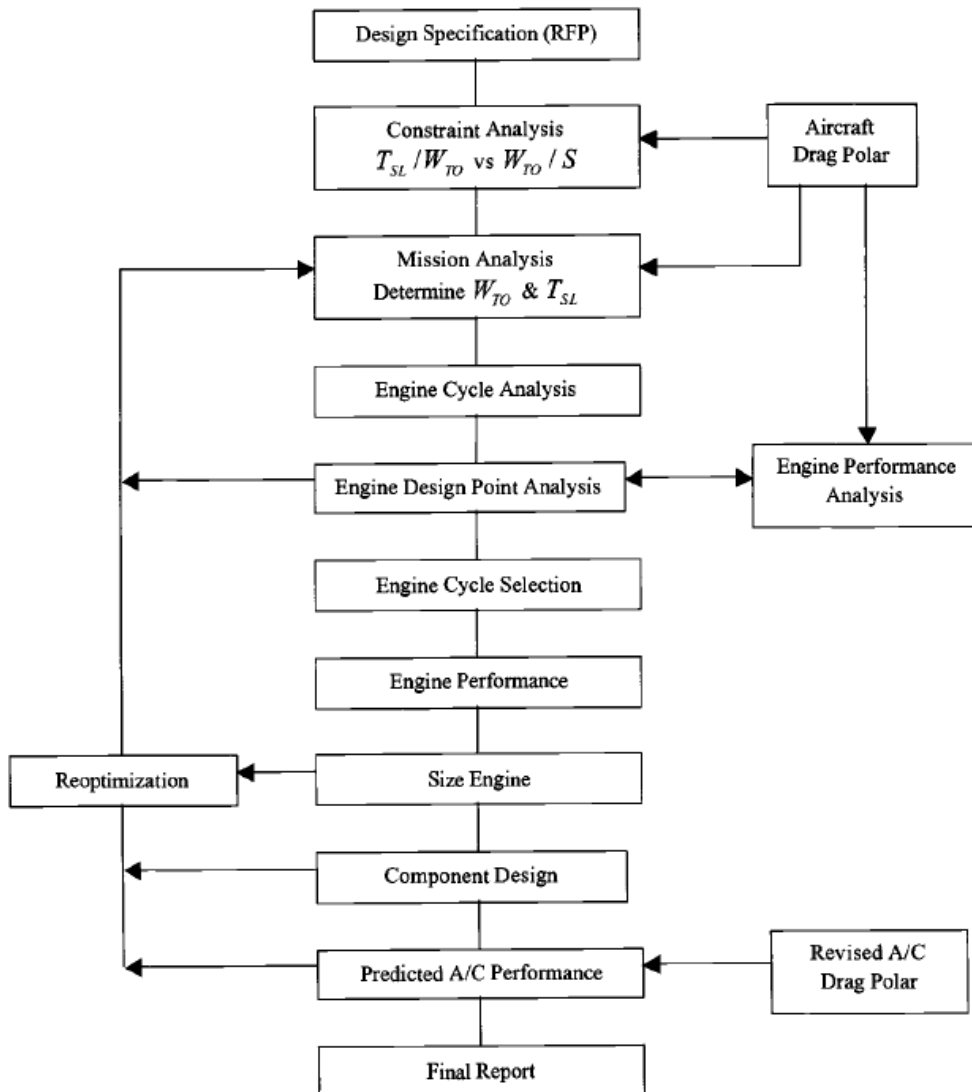 Design Specification (RFP)
Constraint Analysis
T_SL / W_TO vs W_TO / S
Aircraft
Drag Polar
Mission Analysis
Determine W_TO & T_SL
Engine Cycle Analysis
Engine Design Point Analysis
Engine Performance
Analysis
Engine Cycle Selection
Engine Performance
Reoptimization
Size Engine
Component Design
Predicted A/C Performance
Revised A/C
Drag Polar
Final Report